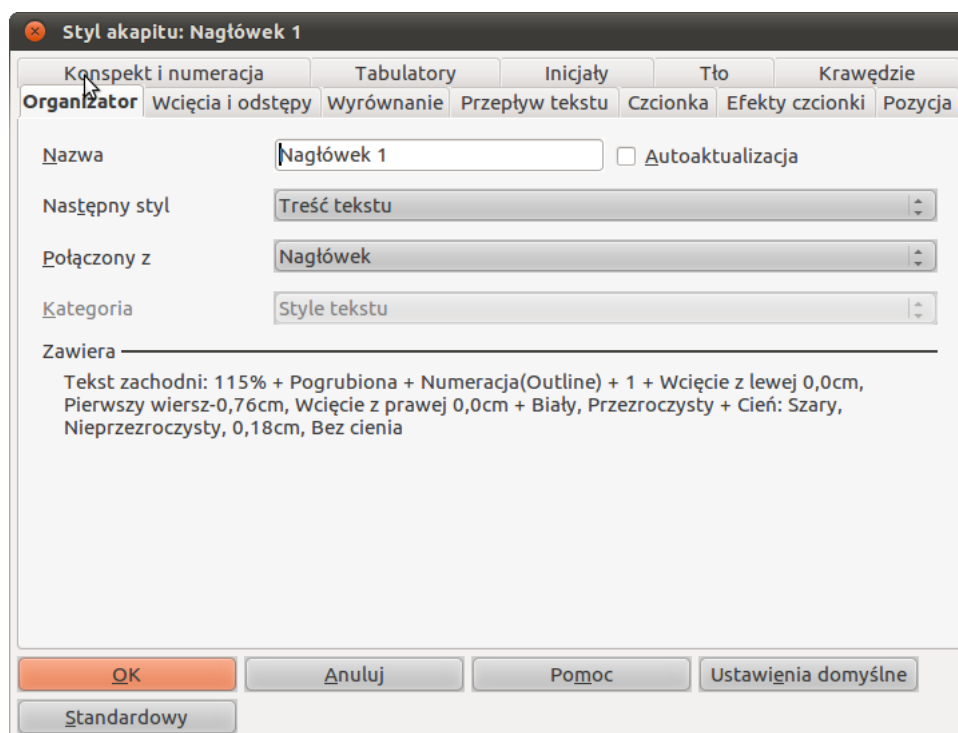 Styl akapitu: Nagłówek 1
Konspekt i numeracja Tabulatory Inicjały Tło Krawędzie
Organizator Wcięcia i odstępy Wyrównanie Przepływ tekstu Czcionka Efekty czcionki Pozycja
Nazwa Nagłówek 1 Autoaktualizacja
Następny styl Treść tekstu
Połączony z Nagłówek
Kategoria Style tekstu
Zawiera
Tekst zachodni: 115% + Pogrubiona + Numeracja(Outline) + 1 + Wcięcie z lewej 0,0cm,
Pierwszy wiersz-0,76cm, Wcięcie z prawej 0,0cm + Biały, Przezroczysty + Cień: Szary,
Nieprzezroczysty, 0,18cm, Bez cienia
OK Anuluj Pomoc Ustawienia domyślne
Standardowy